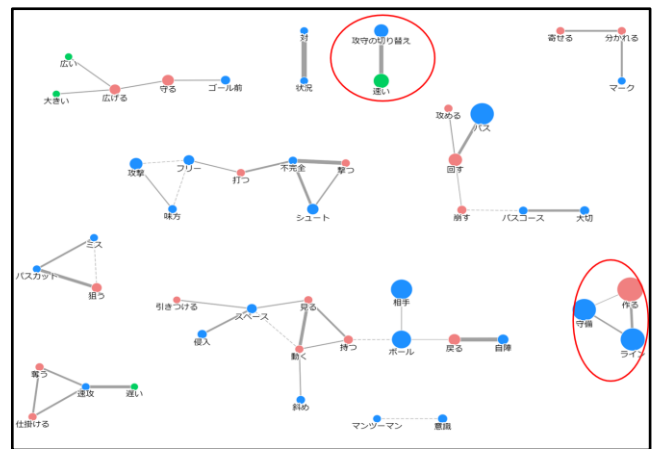 対
攻守の切り替え
寄せる
分かれる
広い
守る
大きい
広げる
ゴール前
状況
速い
マーク
攻める
パス
攻撃
フリー
不完全
撃つ
打つ
回す
味方
シュート
崩す
パスコース
大切
ミス
パスカット
狙う
引きつける
スペース
見る
相手
作る
守備
ライン
侵入
動く
持つ
ボール
戻る
自陣
奪う
速攻
遅い
仕掛ける
斜め
マンツーマン
意識